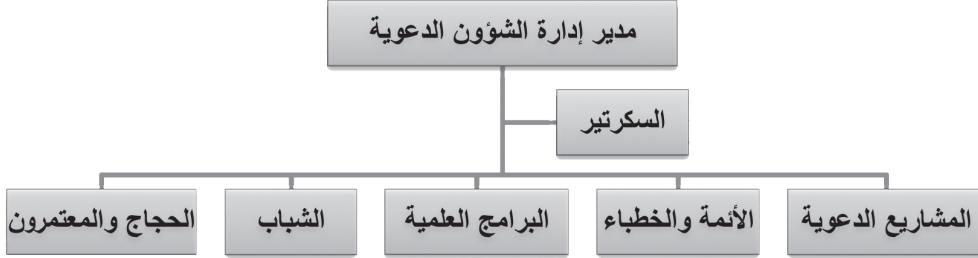 مدير إدارة الشؤون الدعوية
السكرتير
المشاريع الدعوية
الأئمة والخطباء
البرامج العلمية
الشباب
الحجاج والمعتمرون